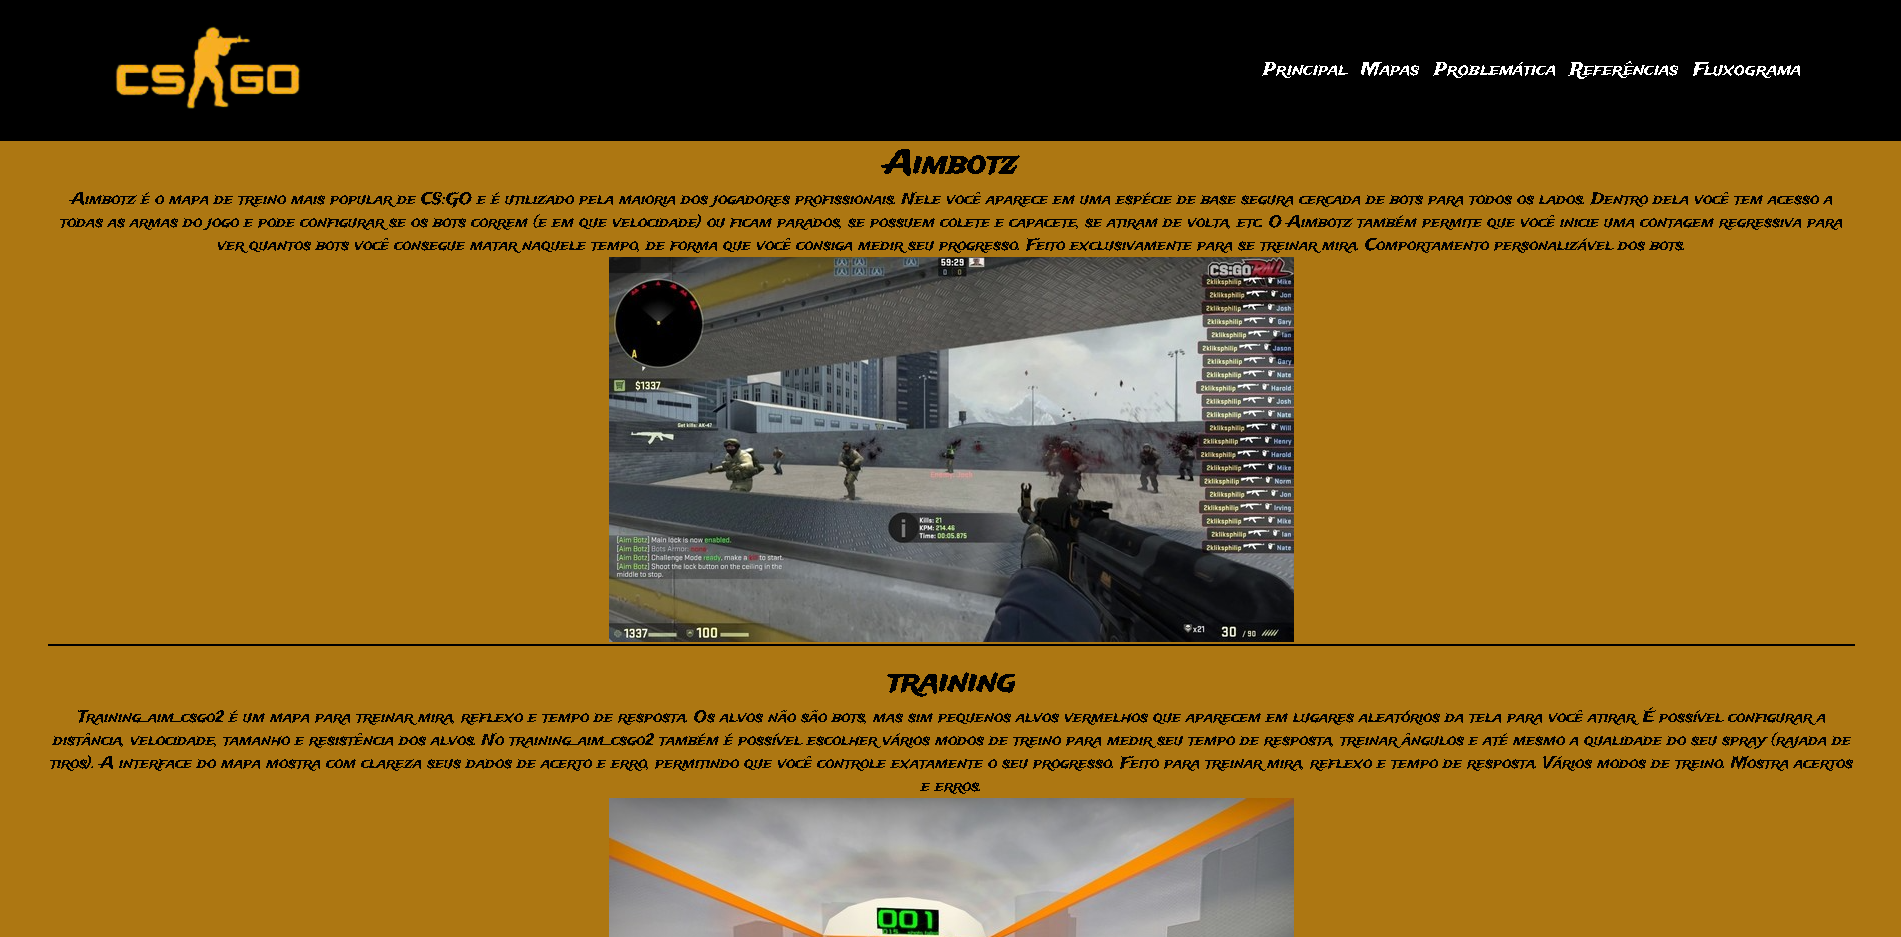 CS GO
Principal Mapas Problemática Referências Fluxograma
Aimbotz
Aimbotz é o mapa de treino mais popular de CS:GO e é utilizado pela maioria dos jogadores profissionais. Nele você aparece em uma espécie de base segura cercada de bots para todos os lados. Dentro dela você tem acesso a
todas as armas do jogo e pode configurar se os bots correm (e em que velocidade) ou ficam parados, se possuem colete e capacete, se atiram de volta, etc. O Aimbotz também permite que você inicie uma contagem regressiva para
ver quantos bots você consegue matar naquele tempo, de forma que você consiga medir seu progresso. Feito exclusivamente para se treinar mira. Comportamento personalizável dos bots.
59:29
0 0
CS:GO BALL
2kliksphilip Mike
2kliksphilip Jon
2kliksphilip Josh
2kliksphilip Gary
2kliksphilip Ian
2kliksphilip Jason
2kliksphilip Gary
2kliksphilip Nate
2kliksphilip Harold
2kliksphilip Josh
2kliksphilip Nate
2kliksphilip Will
2kliksphilip Henry
2kliksphilip Harold
2kliksphilip Mike
2kliksphilip Norm
2kliksphilip Jon
2kliksphilip Irving
2kliksphilip Mike
2kliksphilip Ian
2kliksphilip Nate
A
$1337
Get kills: AK-47
Kills: 21
KPM: 214.46
Time: 00:05.875
[Aim Botz] Main lock is now enabled.
[Aim Botz] Bots Armor: none
[Aim Botz] Challenge Mode ready, make a to start.
[Aim Botz] Shoot the lock button on the ceiling in the
middle to stop.
1337 100
x21 30 / 90
training
Training_aim_csgo2 é um mapa para treinar mira, reflexo e tempo de resposta. Os alvos não são bots, mas sim pequenos alvos vermelhos que aparecem em lugares aleatórios da tela para você atirar. É possível configurar a
distância, velocidade, tamanho e resistência dos alvos. No training_aim_csgo2 também é possível escolher vários modos de treino para medir seu tempo de resposta, treinar ângulos e até mesmo a qualidade do seu spray (rajada de
tiros). A interface do mapa mostra com clareza seus dados de acerto e erro, permitindo que você controle exatamente o seu progresso. Feito para treinar mira, reflexo e tempo de resposta. Vários modos de treino. Mostra acertos
e erros.
001